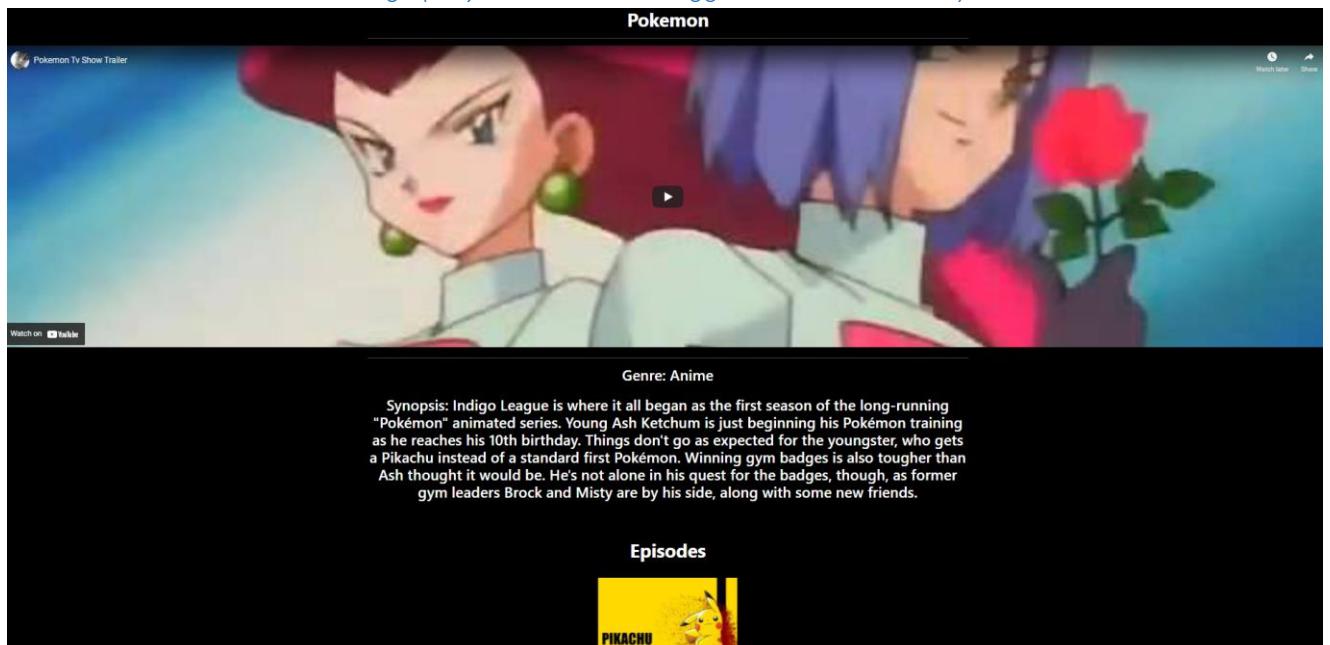 Pokemon
Pokemon Tv Show Trailer
Watch later
Share
Watch on YouTube
Genre: Anime
Synopsis: Indigo League is where it all began as the first season of the long-running
"Pokémon" animated series. Young Ash Ketchum is just beginning his Pokémon training
as he reaches his 10th birthday. Things don't go as expected for the youngster, who gets
a Pikachu instead of a standard first Pokémon. Winning gym badges is also tougher than
Ash thought it would be. He's not alone in his quest for the badges, though, as former
gym leaders Brock and Misty are by his side, along with some new friends.
Episodes
PIKACHU